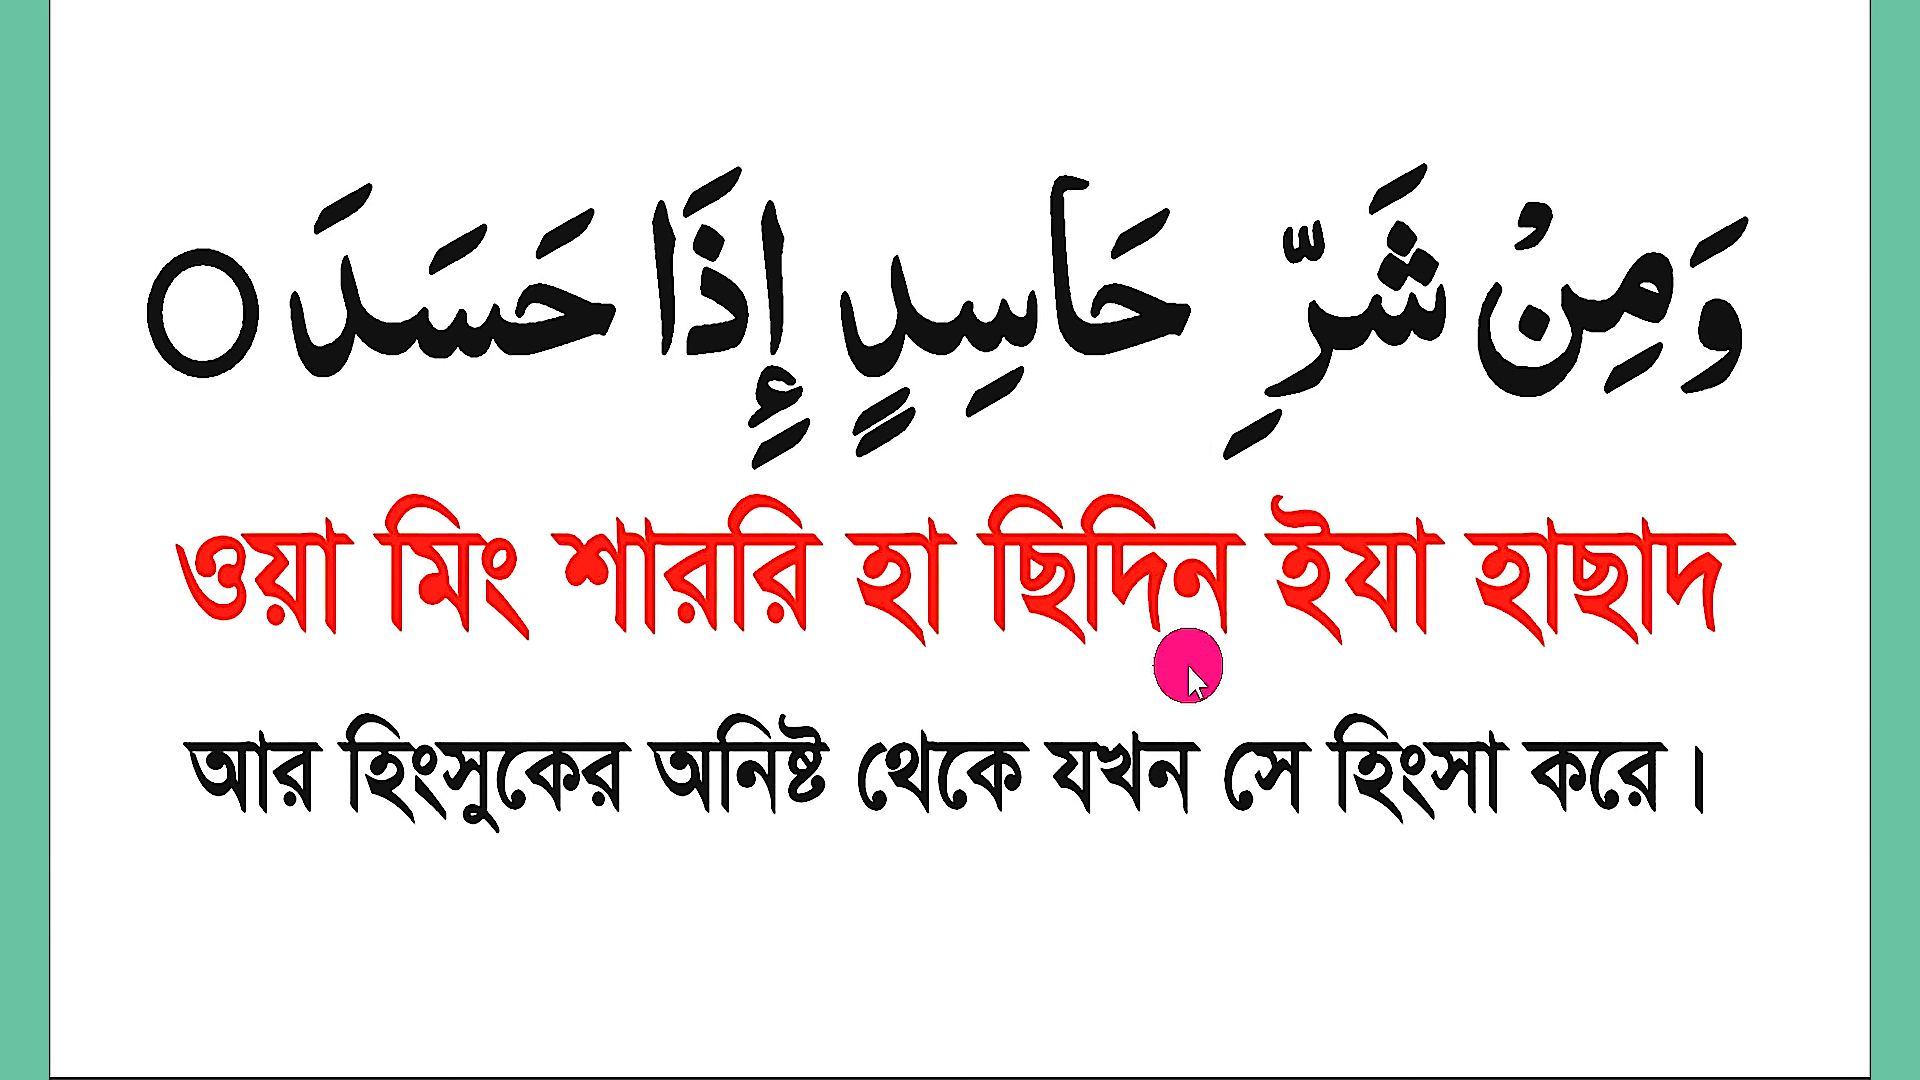 وَمِنْ شَرِّ حَاسِدٍ إِذَا حَسَدَ ○
ওয়া মিং শাররি হা ছিদিন ইযা হাছাদ
আর হিংসুকের অনিষ্ট থেকে যখন সে হিংসা করে।